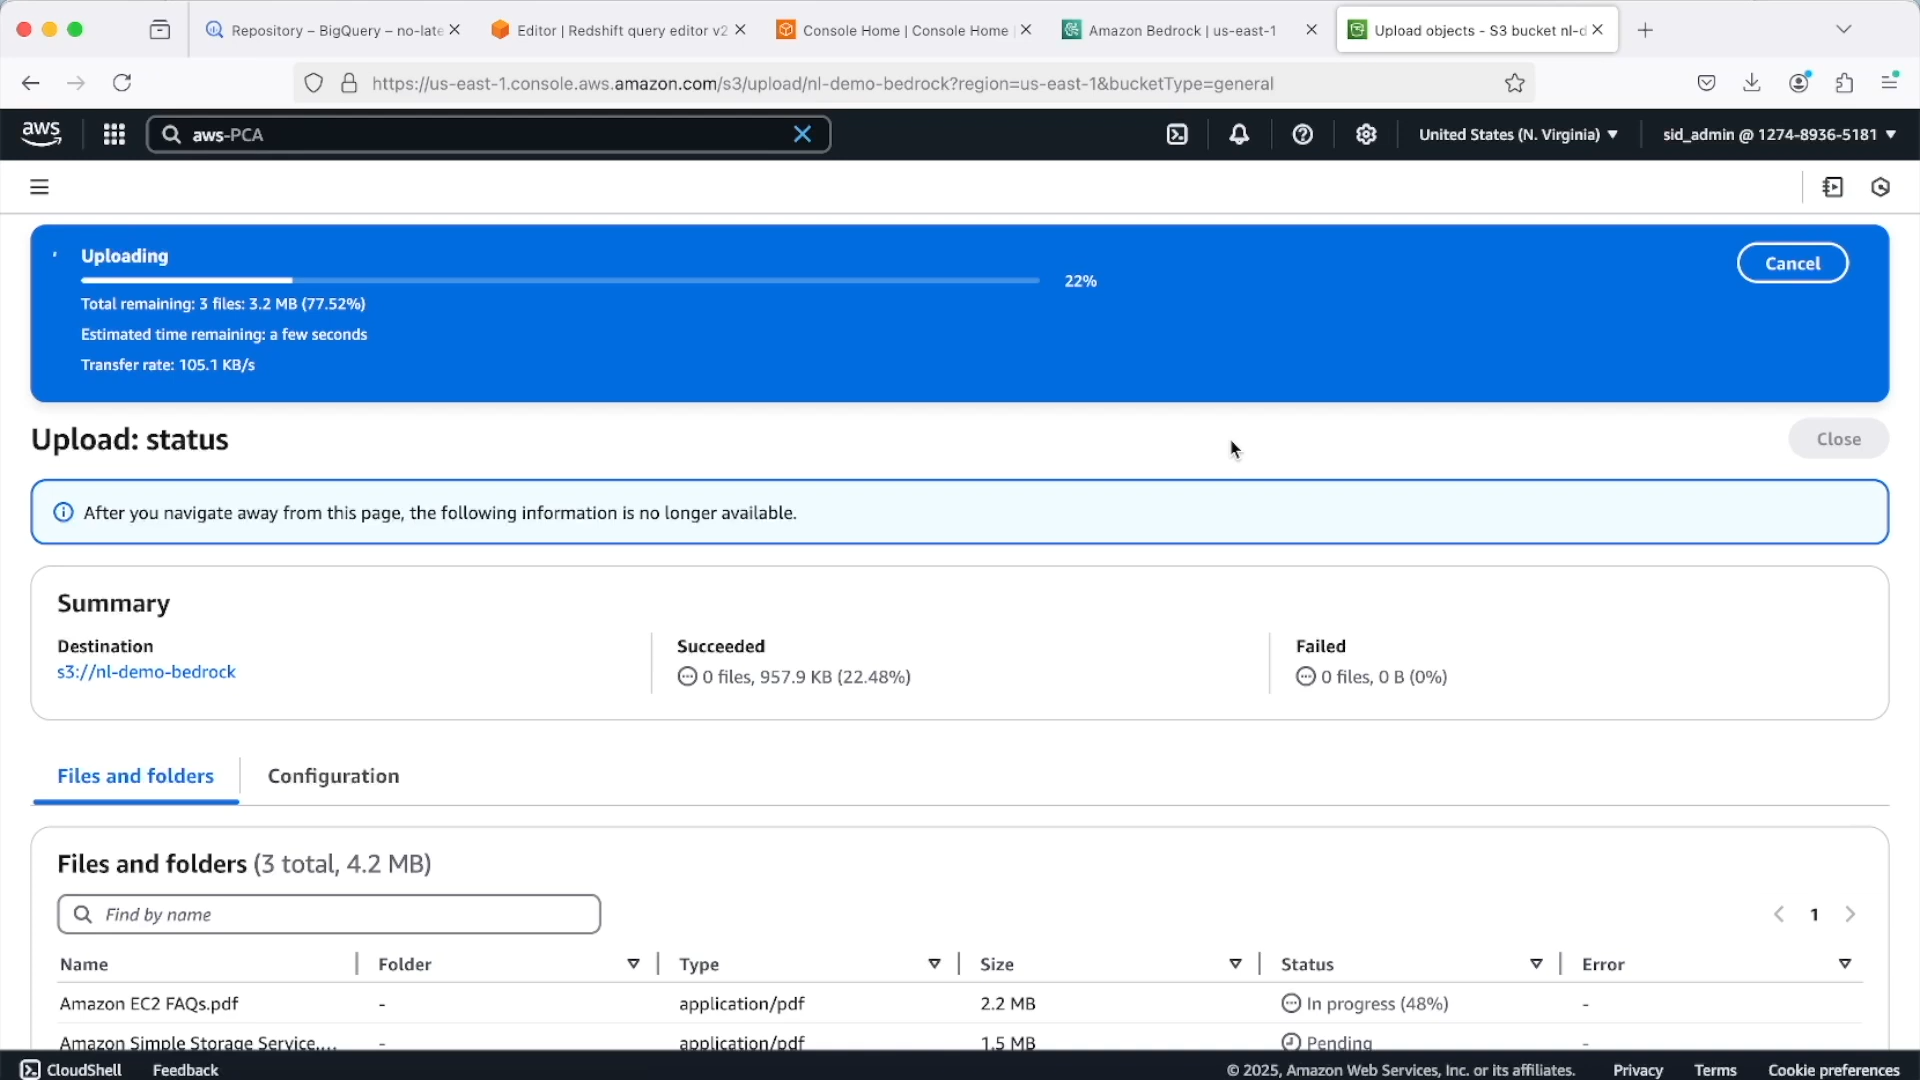 Repository – BigQuery – no-late
Editor | Redshift query editor v2
Console Home | Console Home
Amazon Bedrock | us-east-1
Upload objects - S3 bucket nl-d
https://us-east-1.console.aws.amazon.com/s3/upload/nl-demo-bedrock?region=us-east-1&bucketType=general
aws
aws-PCA
United States (N. Virginia)
sid_admin @ 1274-8936-5181
Uploading
22%
Cancel
Total remaining: 3 files: 3.2 MB (77.52%)
Estimated time remaining: a few seconds
Transfer rate: 105.1 KB/s
Upload: status
Close
After you navigate away from this page, the following information is no longer available.
Summary
Destination
s3://nl-demo-bedrock
Succeeded
0 files, 957.9 KB (22.48%)
Failed
0 files, 0 B (0%)
Files and folders
Configuration
Files and folders (3 total, 4.2 MB)
Find by name
1
Name Folder Type Size Status Error
Amazon EC2 FAQs.pdf - application/pdf 2.2 MB In progress (48%) -
Amazon Simple Storage Service.... - application/pdf 1.5 MB Pending -
CloudShell Feedback © 2025, Amazon Web Services, Inc. or its affiliates. Privacy Terms Cookie preferences